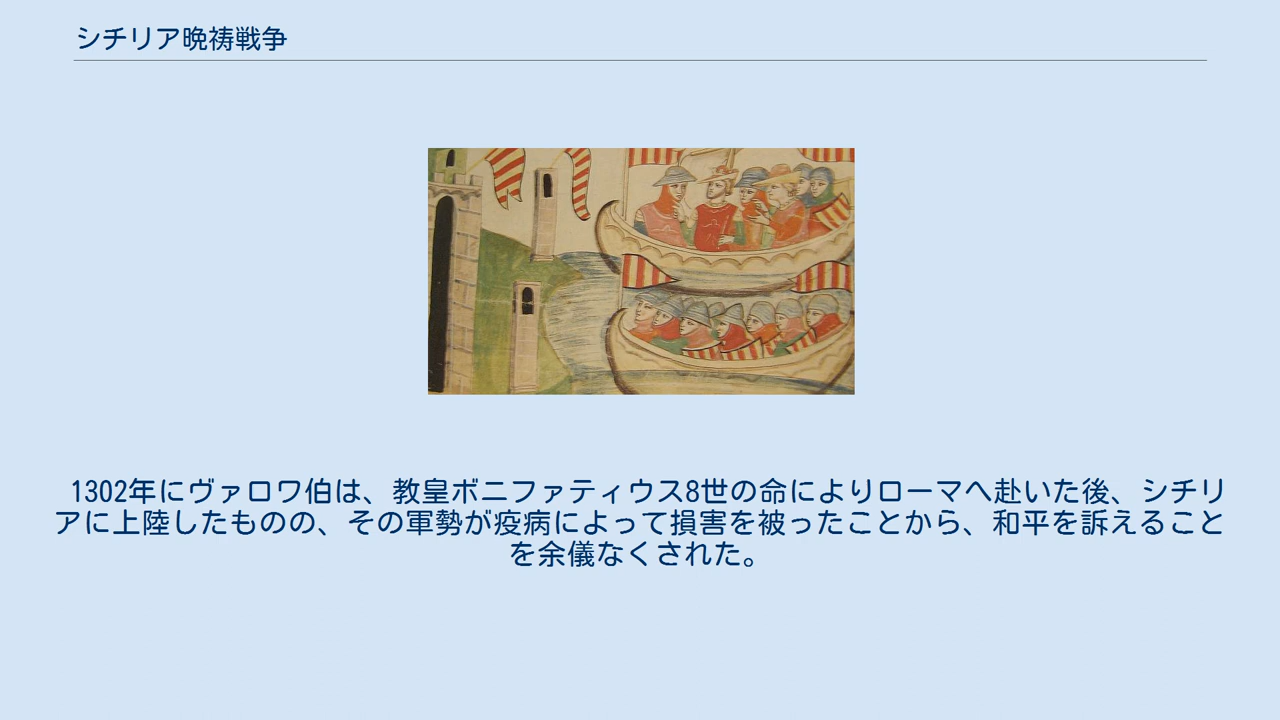 シチリア晩祷戦争
1302年にヴァロワ伯は、教皇ボニファティウス8世の命によりローマへ赴いた後、シチリ
アに上陸したものの、その軍勢が疫病によって損害を被ったことから、和平を訴えること
を余儀なくされた。